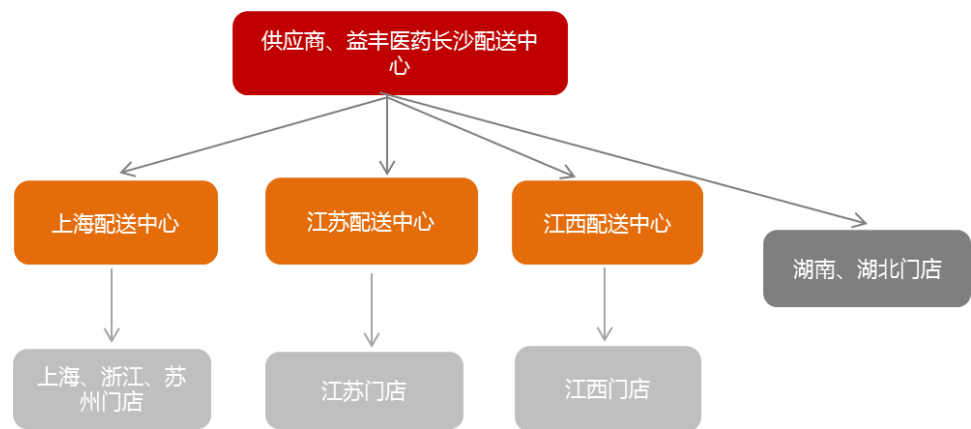 供应商、益丰医药长沙配送中
心
上海配送中心
江苏配送中心
江西配送中心
湖南、湖北门店
上海、浙江、苏
州门店
江苏门店
江西门店